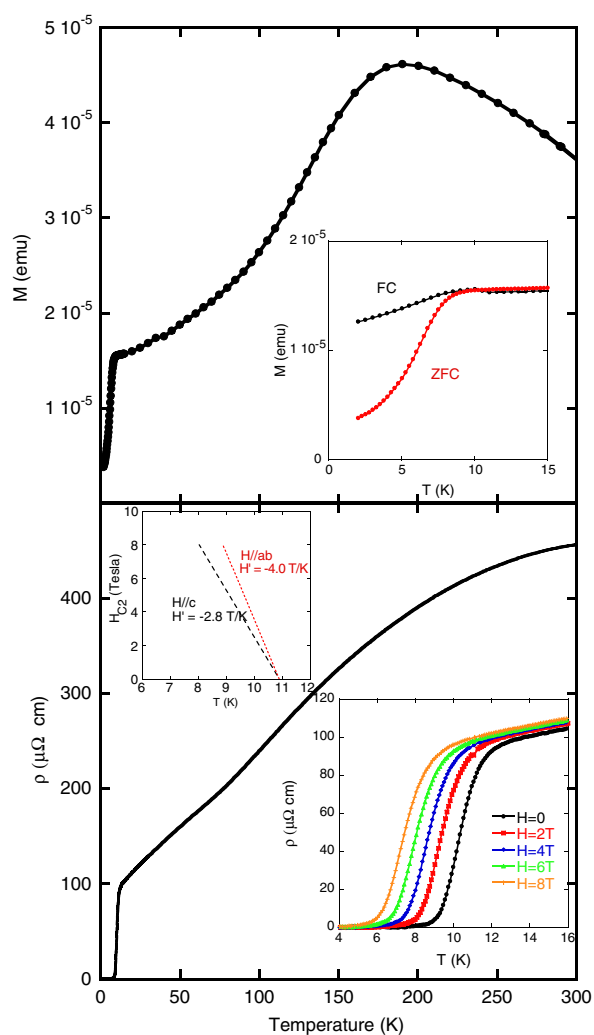 5 10-5
4 10-5
3 10-5
2 10-5
1 10-5
M (emu)
2 10-5
1 10-5
0
M (emu)
FC
ZFC
0
5
10
15
T (K)
400
300
200
100
0
ρ (μΩ cm)
10
8
6
4
2
0
HC2 (Tesla)
H//ab
H' = -4.0 T/K
H//c
H' = -2.8 T/K
6 7 8 9 10 11 12
T (K)
120
100
80
60
40
20
0
ρ (μΩ cm)
H=0
H=2T
H=4T
H=6T
H=8T
4 6 8 10 12 14 16
T (K)
0 50 100 150 200 250 300
Temperature (K)